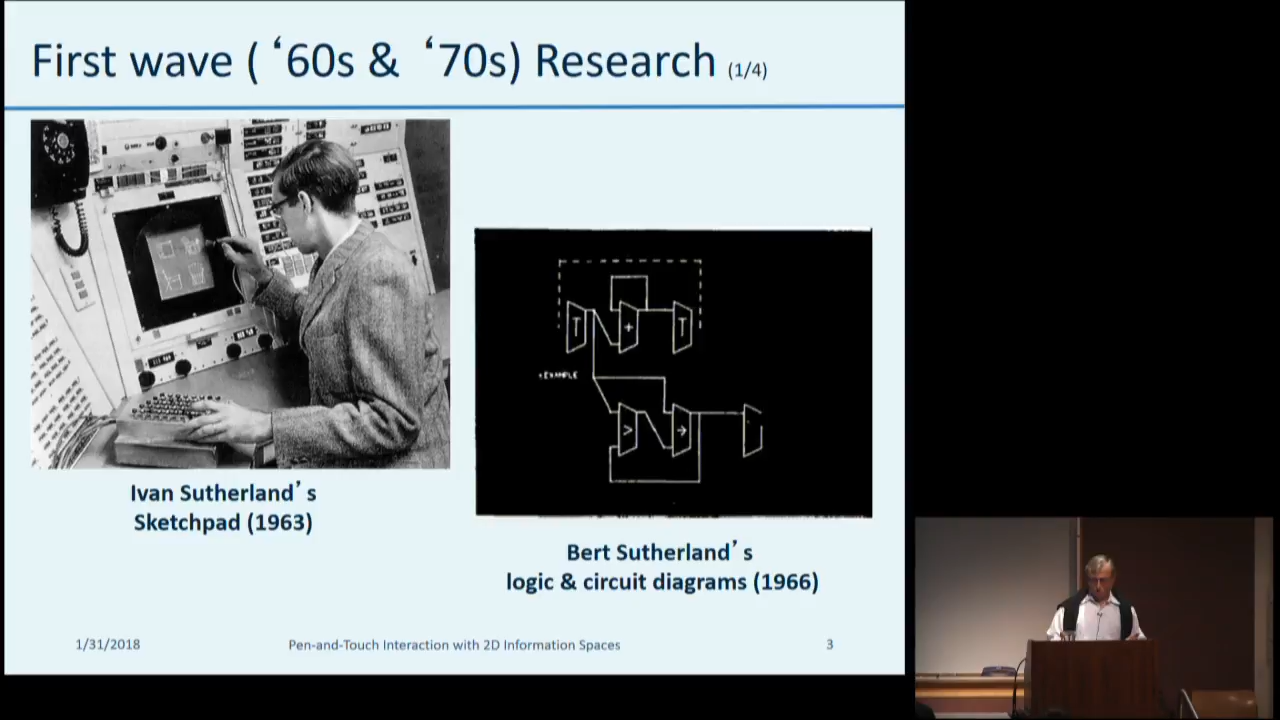 First wave ( ‘60s & ‘70s) Research (1/4)
T
+
T
+EXAMPLE
>
→
Ivan Sutherland’s
Sketchpad (1963)
Bert Sutherland’s
logic & circuit diagrams (1966)
1/31/2018
Pen-and-Touch Interaction with 2D Information Spaces
3